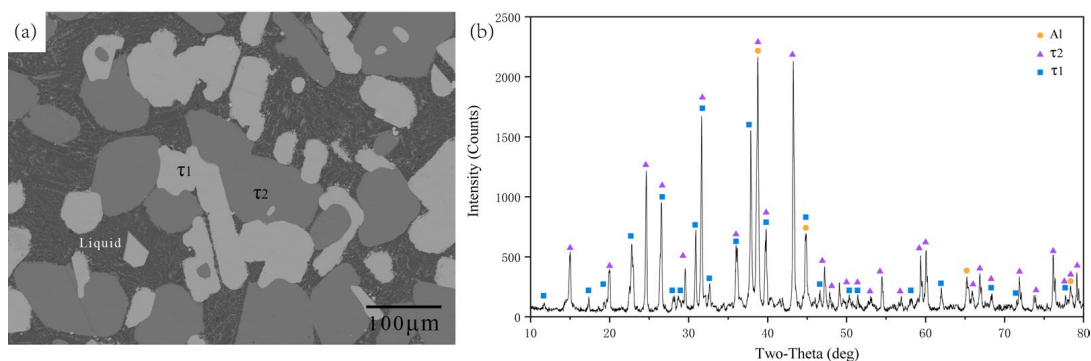 (a)
τ1
τ2
Liquid
100μm
(b)
Al
τ2
τ1
Intensity (Counts)
2500
2000
1500
1000
500
0
10 20 30 40 50 60 70 80
Two-Theta (deg)